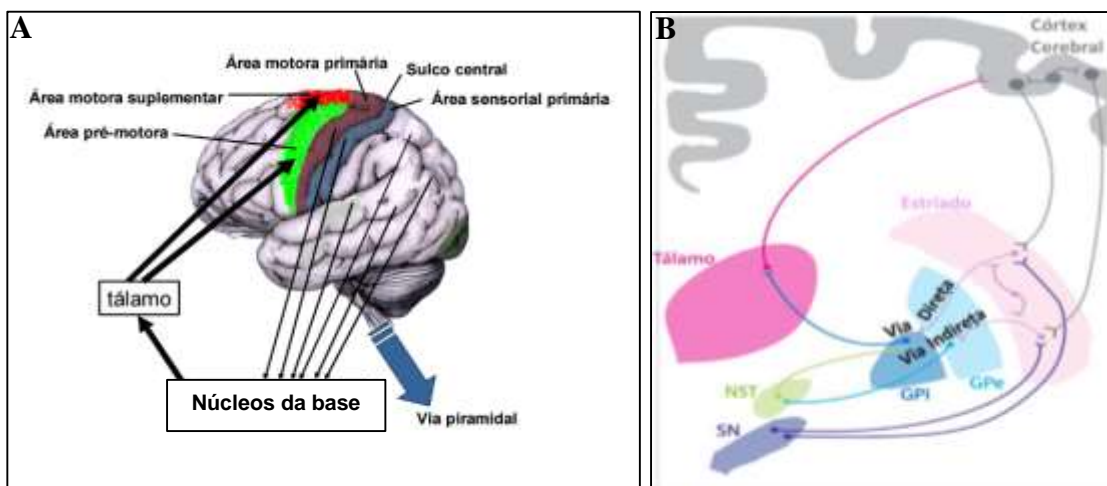 A
Área motora primária
Sulco central
Área motora suplementar
Área sensorial primária
Área pré-motora
tálamo
Núcleos da base
Via piramidal
B
Córtex
Cerebral
Estriado
Tálamo
Via Direta
Via Indireta
NST
GPi
GPe
SN